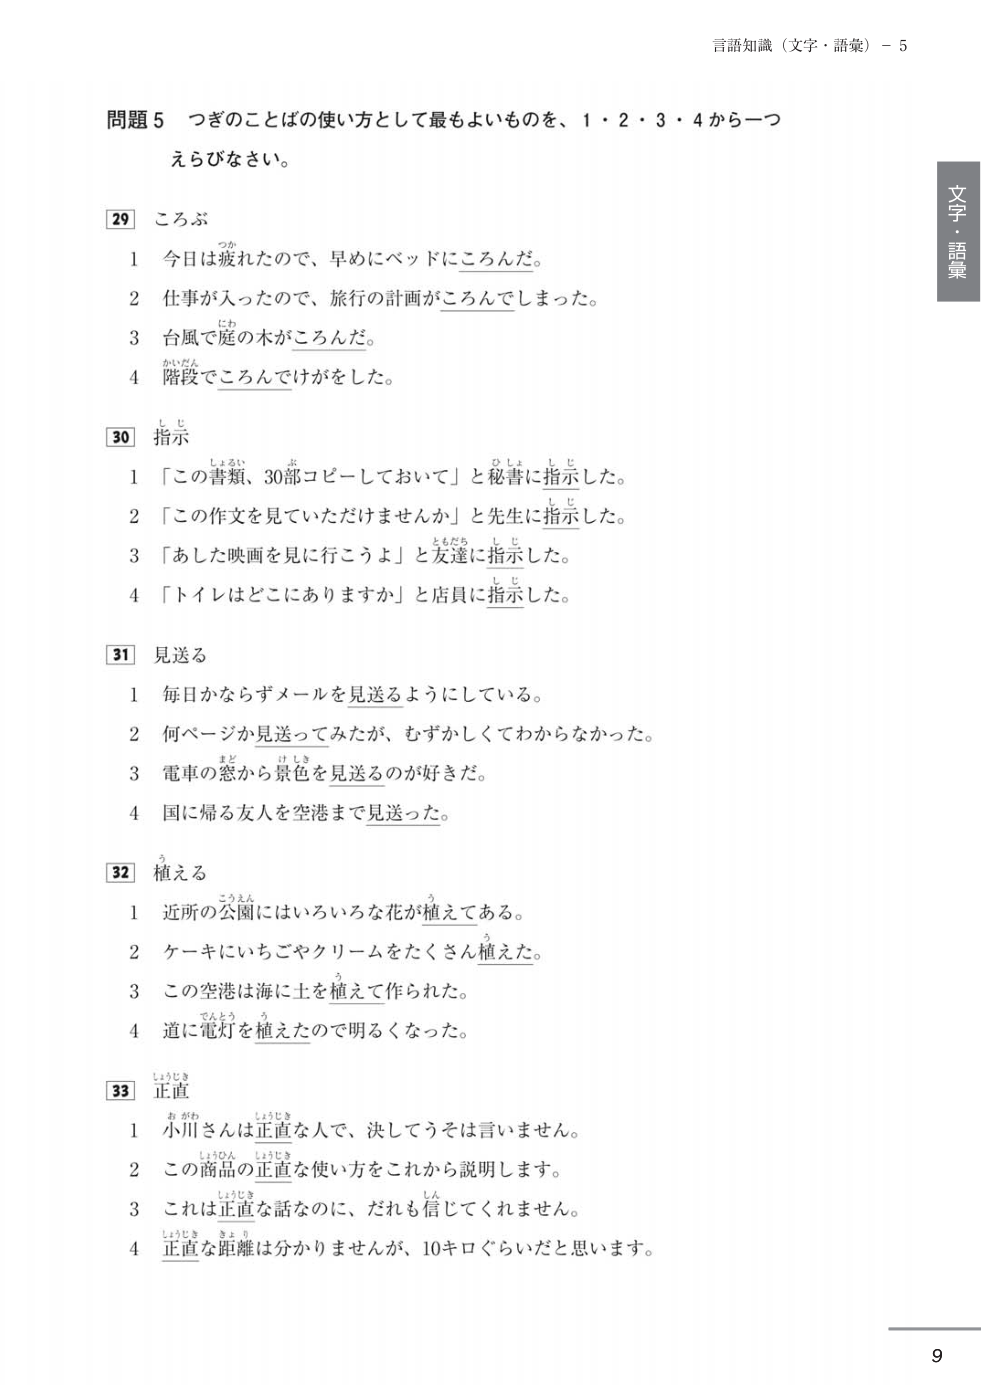 言語知識（文字・語彙）－ 5
問題5　つぎのことばの使い方として最もよいものを、1・2・3・4から一つ
えらびなさい。
文字・語彙
29　ころぶ
1　今日は疲れたので、早めにベッドにころんだ。
2　仕事が入ったので、旅行の計画がころんでしまった。
3　台風で庭の木がころんだ。
4　階段でころんでけがをした。
30　指示
1　「この書類、30部コピーしておいて」と秘書に指示した。
2　「この作文を見ていただけませんか」と先生に指示した。
3　「あした映画を見に行こうよ」と友達に指示した。
4　「トイレはどこにありますか」と店員に指示した。
31　見送る
1　毎日かならずメールを見送るようにしている。
2　何ページか見送ってみたが、むずかしくてわからなかった。
3　電車の窓から景色を見送るのが好きだ。
4　国に帰る友人を空港まで見送った。
32　植える
1　近所の公園にはいろいろな花が植えてある。
2　ケーキにいちごやクリームをたくさん植えた。
3　この空港は海に土を植えて作られた。
4　道に電灯を植えたので明るくなった。
33　正直
1　小川さんは正直な人で、決してうそは言いません。
2　この商品の正直な使い方をこれから説明します。
3　これは正直な話なのに、だれも信じてくれません。
4　正直な距離は分かりませんが、10キロぐらいだと思います。
9